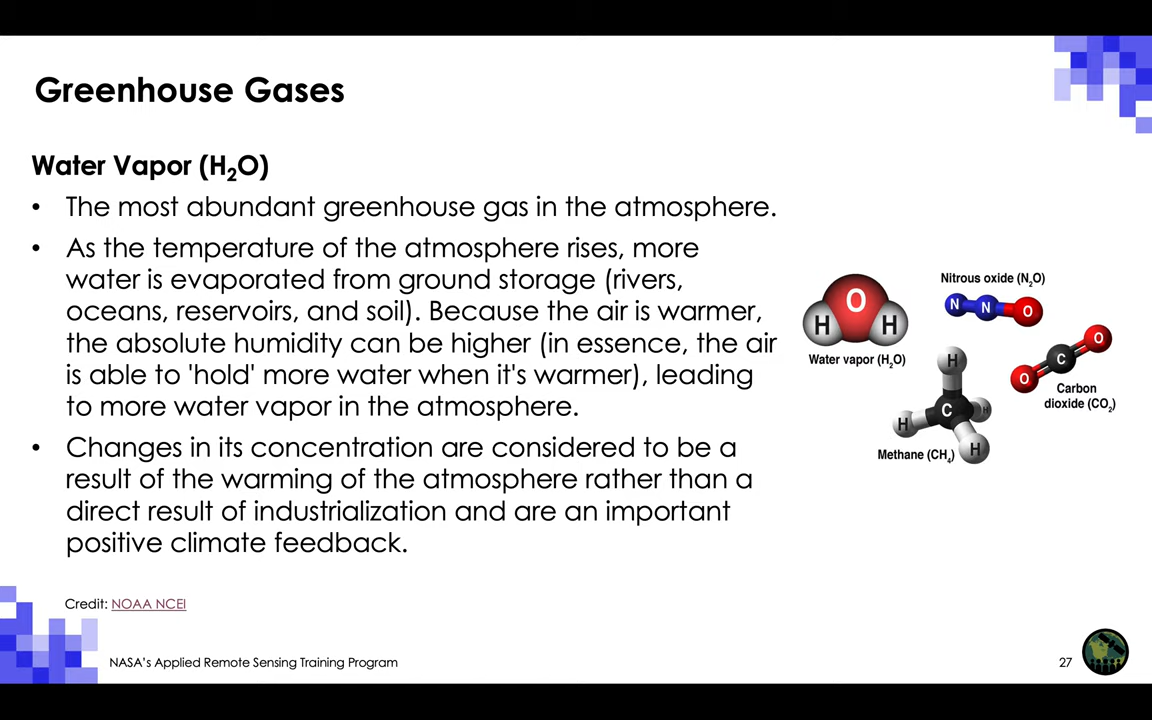 Greenhouse Gases
Water Vapor (H₂O)
• The most abundant greenhouse gas in the atmosphere.
• As the temperature of the atmosphere rises, more
water is evaporated from ground storage (rivers,
oceans, reservoirs, and soil). Because the air is warmer,
the absolute humidity can be higher (in essence, the air
is able to 'hold' more water when it's warmer), leading
to more water vapor in the atmosphere.
• Changes in its concentration are considered to be a
result of the warming of the atmosphere rather than a
direct result of industrialization and are an important
positive climate feedback.
Nitrous oxide (N₂O)
N N O
O
H H
Water vapor (H₂O)
O
C
O
Carbon
dioxide (CO₂)
H
C
H
H
H
Methane (CH₄)
Credit: NOAA NCEI
NASA's Applied Remote Sensing Training Program
27